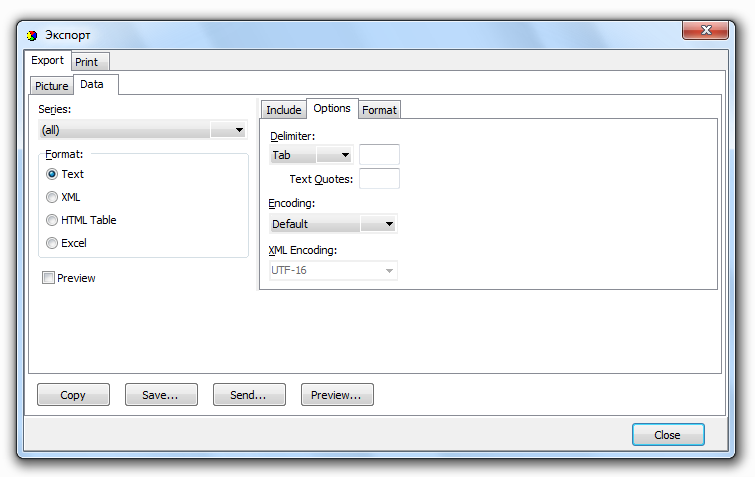 Экспорт
Export Print
Picture Data
Series:
(all)
Format:
Text
XML
HTML Table
Excel
Preview
Include Options Format
Delimiter:
Tab
Text Quotes:
Encoding:
Default
XML Encoding:
UTF-16
Copy Save... Send... Preview...
Close